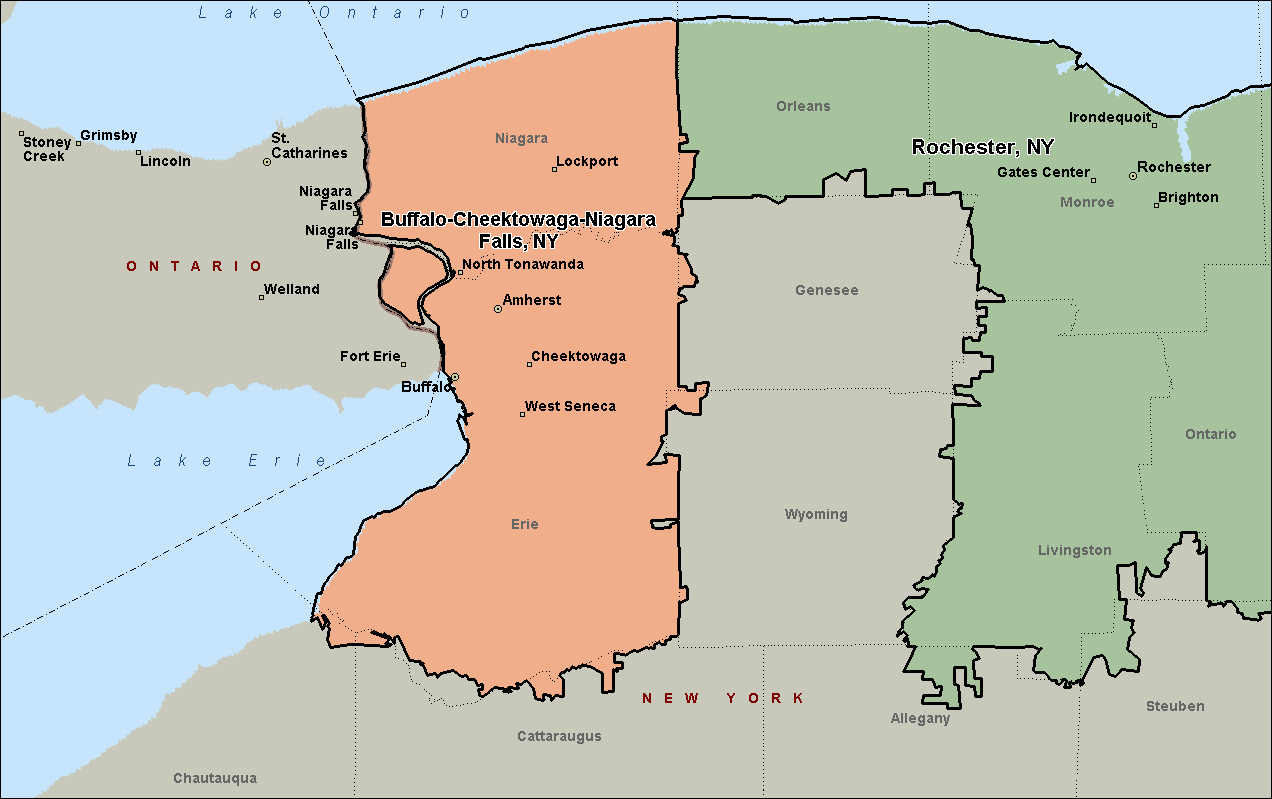 Lake Ontario
Orleans
Irondequoit
Stoney
Creek
Grimsby
Lincoln
St.
Catharines
Niagara
Lockport
Rochester, NY
Gates Center
Rochester
Monroe
Brighton
Niagara
Falls
Niagara
Falls
Buffalo-Cheektowaga-Niagara
Falls, NY
ONTARIO
North Tonawanda
Welland
Amherst
Genesee
Fort Erie
Cheektowaga
Buffalo
West Seneca
Ontario
Lake Erie
Erie
Wyoming
Livingston
NEW YORK
Allegany
Steuben
Cattaraugus
Chautauqua